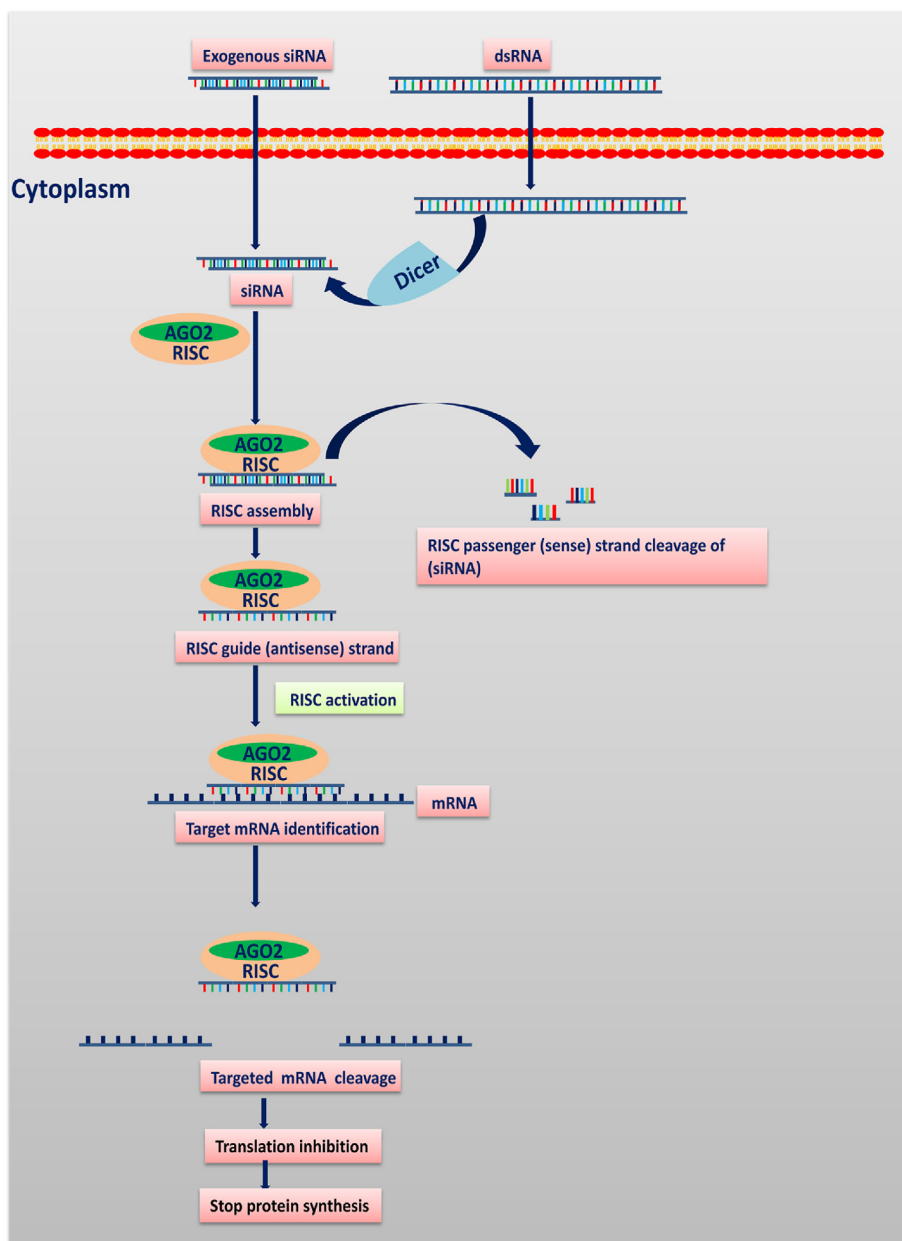 Exogenous siRNA
dsRNA
Cytoplasm
Dicer
siRNA
AGO2
RISC
AGO2
RISC
RISC assembly
RISC passenger (sense) strand cleavage of
(siRNA)
AGO2
RISC
RISC guide (antisense) strand
RISC activation
AGO2
RISC
mRNA
Target mRNA identification
AGO2
RISC
Targeted mRNA cleavage
Translation inhibition
Stop protein synthesis